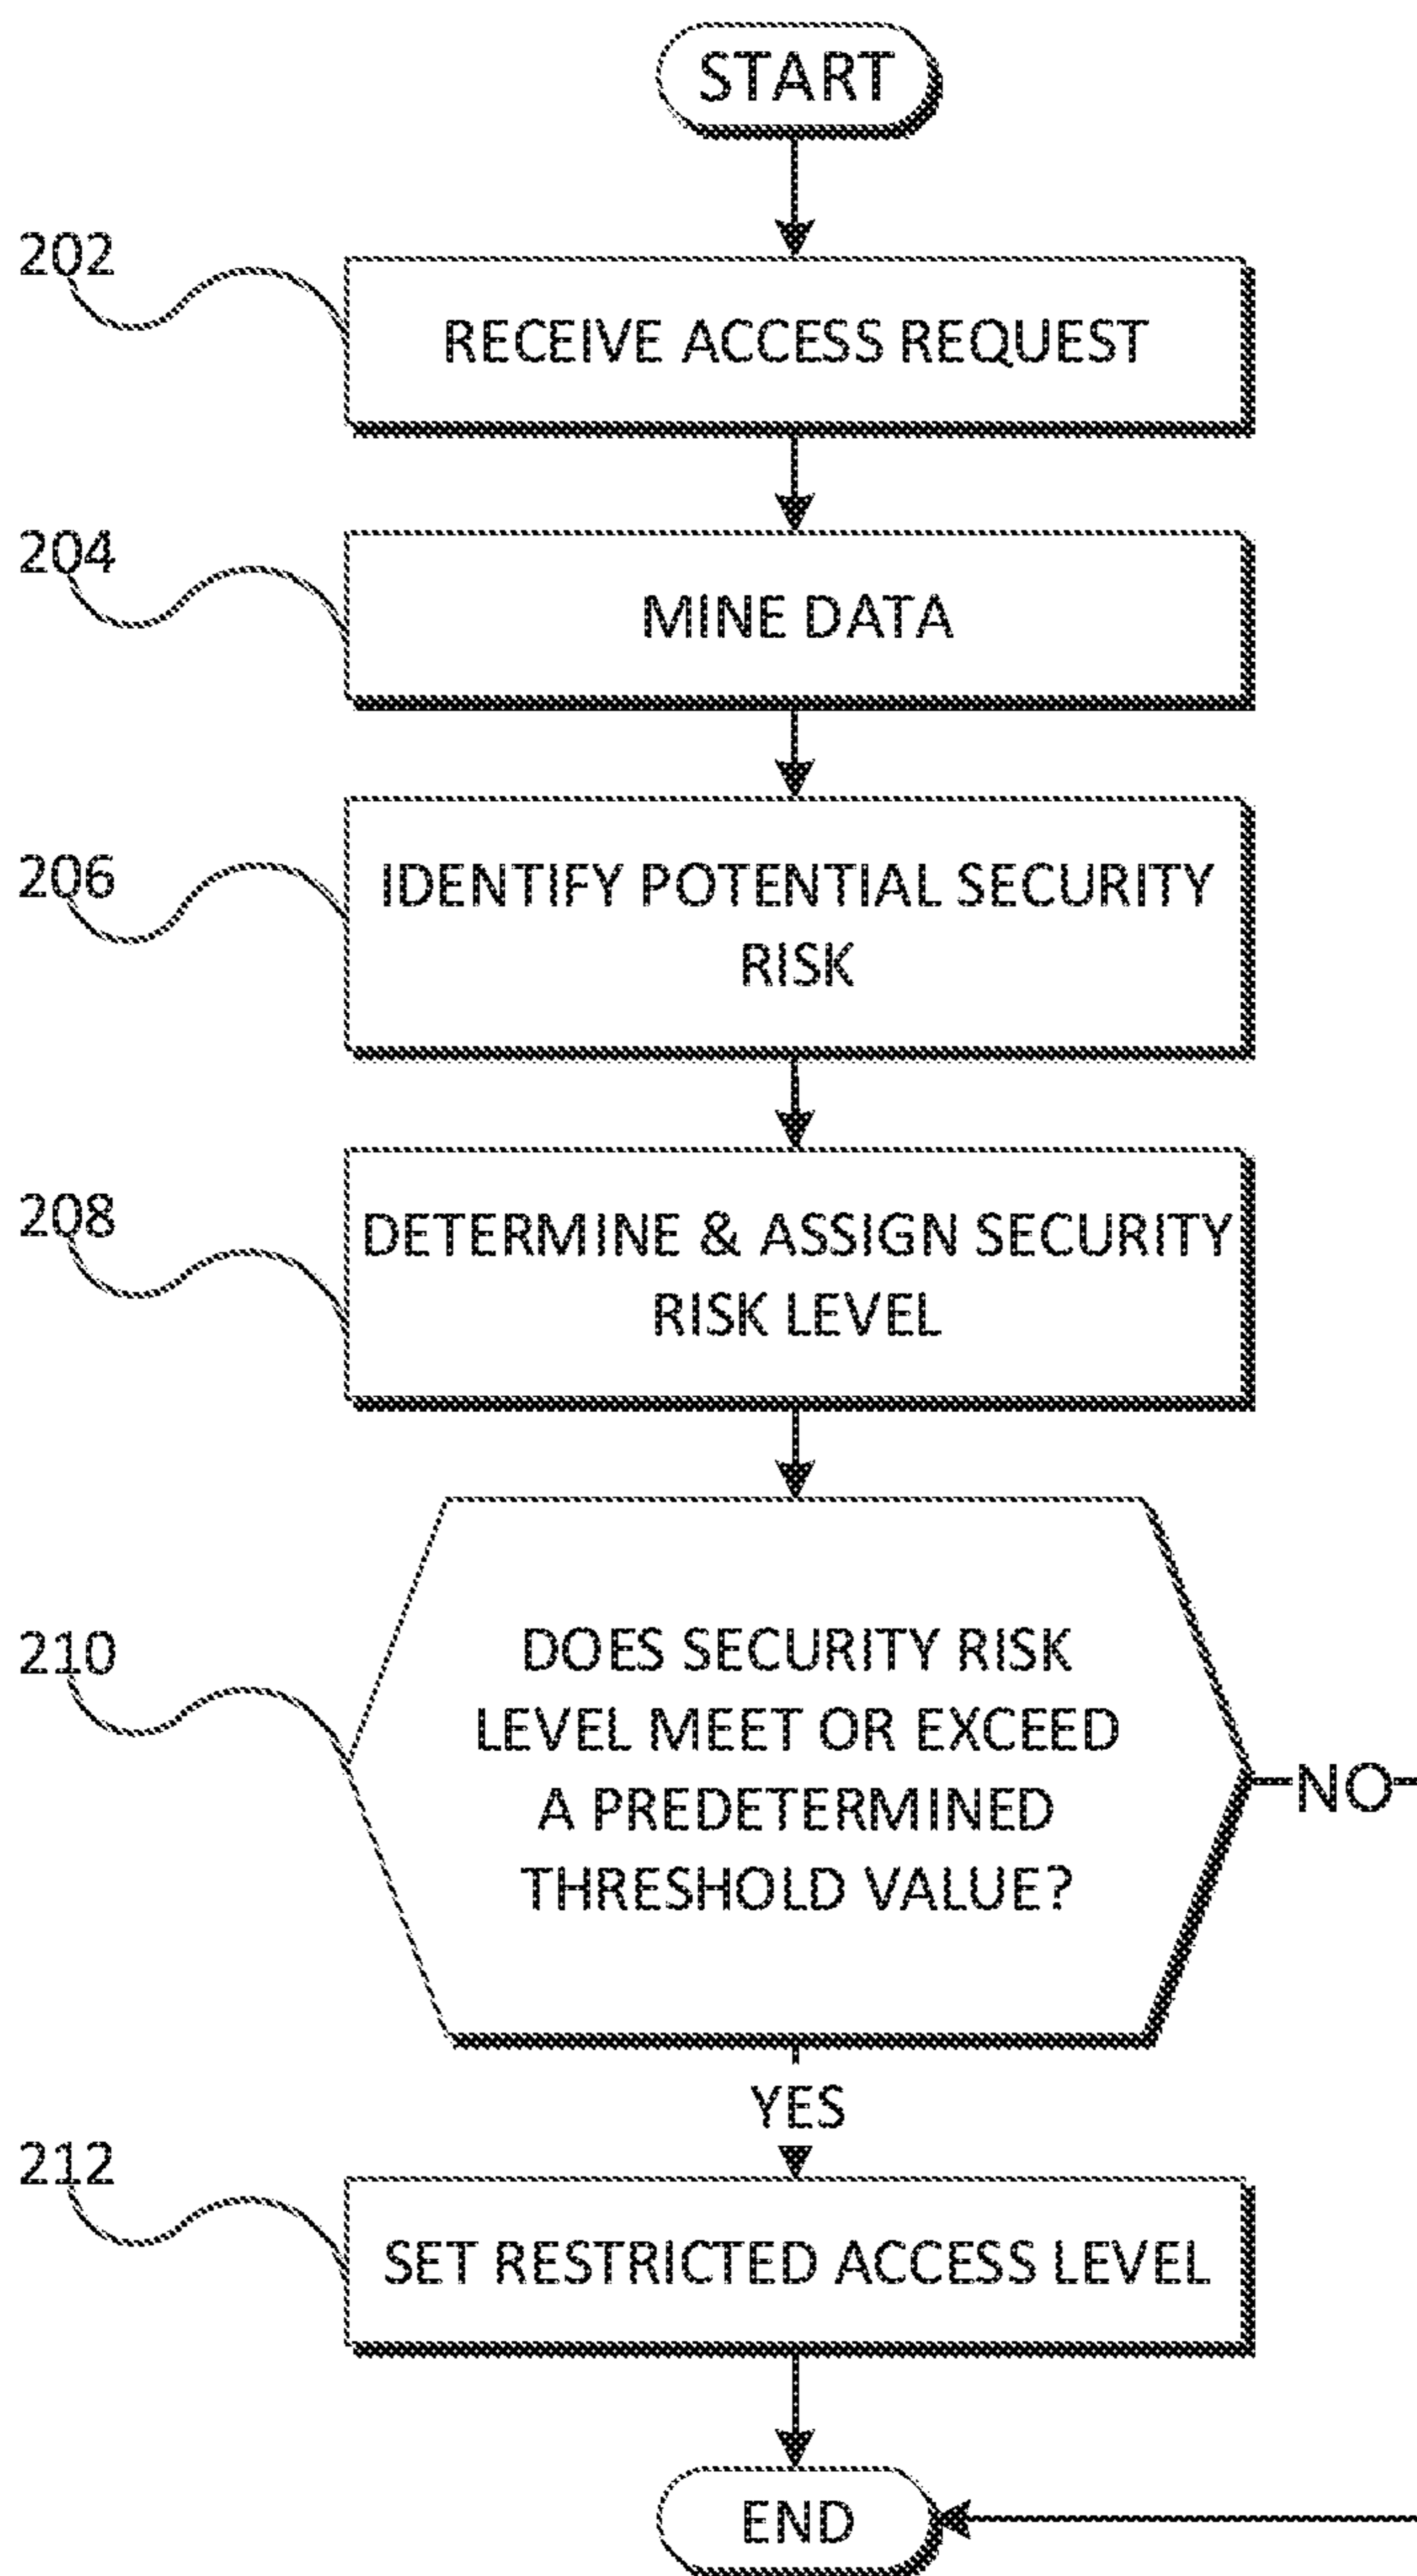 START
202
RECEIVE ACCESS REQUEST
204
MINE DATA
206
IDENTIFY POTENTIAL SECURITY
RISK
208
DETERMINE & ASSIGN SECURITY
RISK LEVEL
210
DOES SECURITY RISK
LEVEL MEET OR EXCEED
A PREDETERMINED
THRESHOLD VALUE?
NO
YES
212
SET RESTRICTED ACCESS LEVEL
END